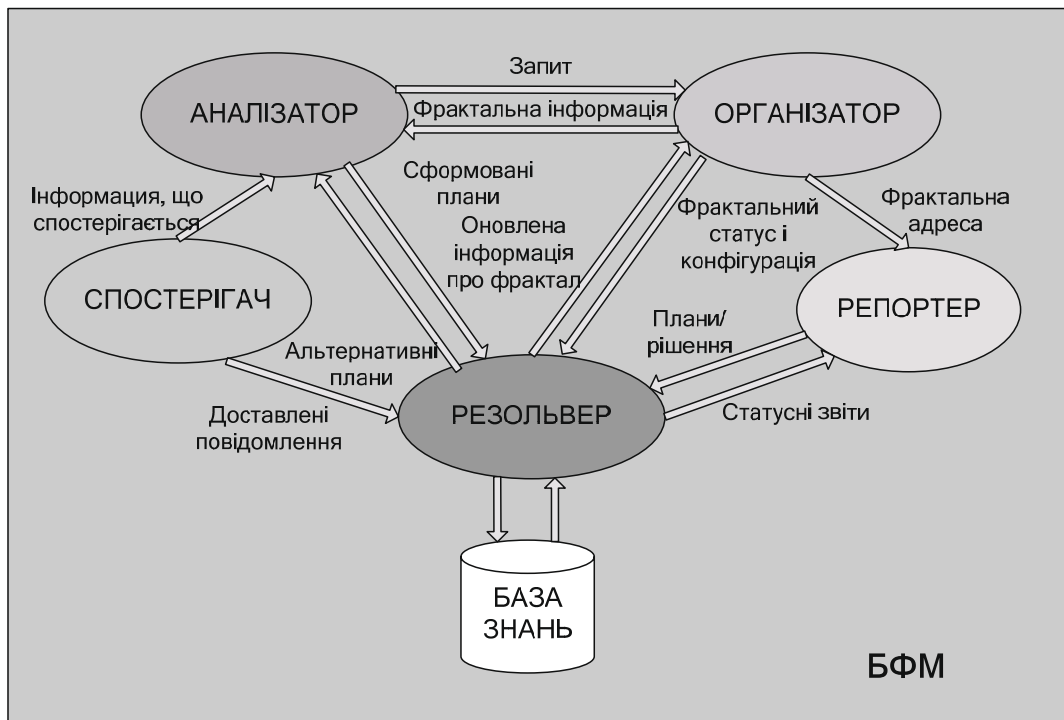 Запит
АНАЛІЗАТОР
Фрактальна інформація
ОРГАНІЗАТОР
Інформация, що
спостерігається
Сформовані
плани
Оновлена
інформація
про фрактал
Фрактальний
статус і
конфігурація
Фрактальна
адреса
СПОСТЕРІГАЧ
РЕПОРТЕР
Альтернативні
плани
Плани/
рішення
Доставлені
повідомлення
РЕЗОЛЬВЕР
Статусні звіти
БАЗА
ЗНАНЬ
БФМ